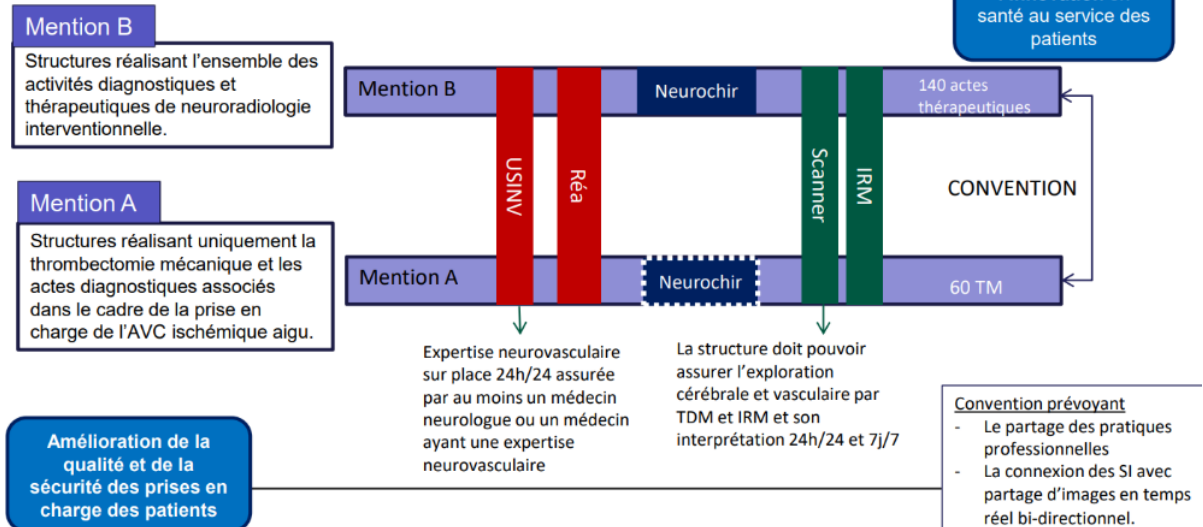 santé au service des
patients
Mention B
Structures réalisant l'ensemble des
activités diagnostiques et
thérapeutiques de neuroradiologie
interventionnelle.
Mention B
Neurochir
140 actes
thérapeutiques
USINV
Réa
Scanner
IRM
CONVENTION
Mention A
Structures réalisant uniquement la
thrombectomie mécanique et les
actes diagnostiques associés
dans le cadre de la prise en
charge de l'AVC ischémique aigu.
Mention A
Neurochir
60 TM
Expertise neurovasculaire
sur place 24h/24 assurée
par au moins un médecin
neurologue ou un médecin
ayant une expertise
neurovasculaire
La structure doit pouvoir
assurer l'exploration
cérébrale et vasculaire par
TDM et IRM et son
interprétation 24h/24 et 7j/7
Amélioration de la
qualité et de la
sécurité des prises en
charge des patients
Convention prévoyant
- Le partage des pratiques
professionnelles
- La connexion des SI avec
partage d'images en temps
réel bi-directionnel.